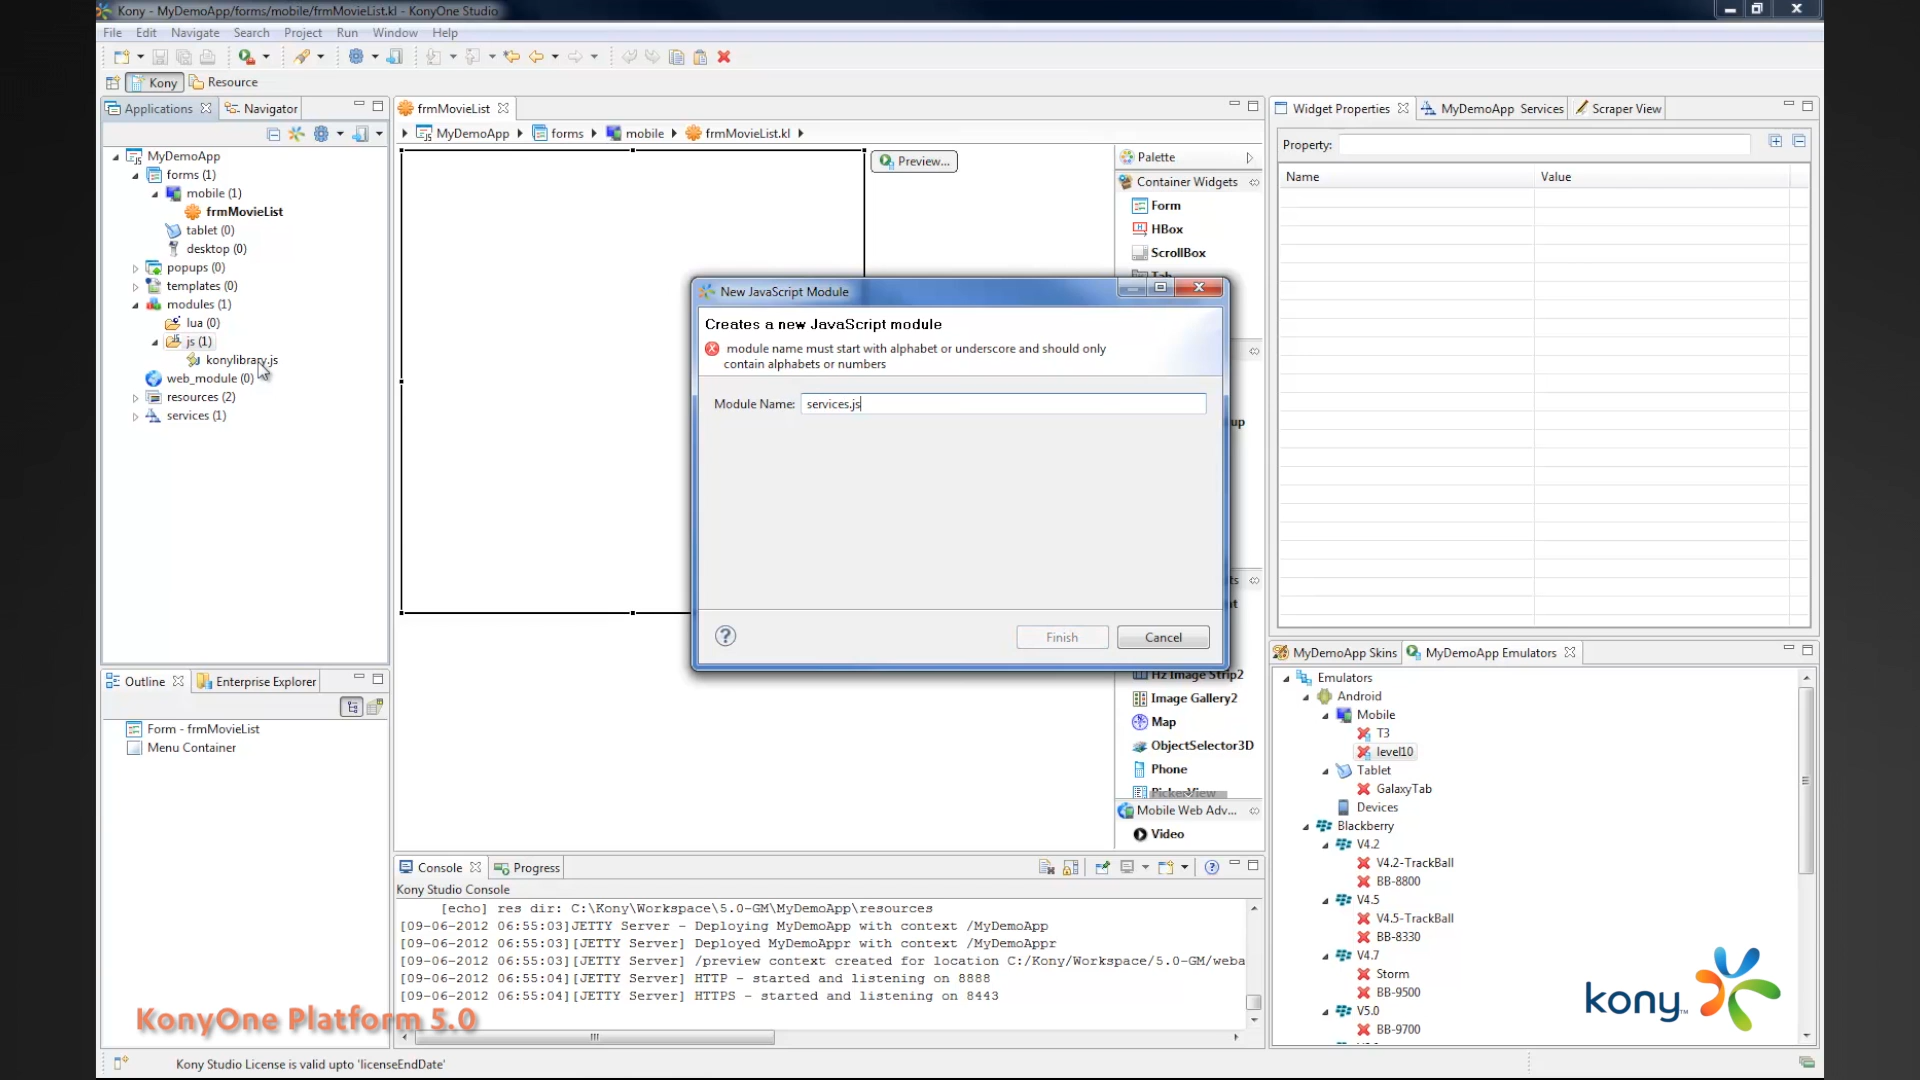 Kony - MyDemoApp/forms/mobile/frmMovieList.kl - KonyOne Studio
File Edit Navigate Search Project Run Window Help
Kony Resource
Applications Navigator
MyDemoApp
forms (1)
mobile (1)
frmMovieList
tablet (0)
desktop (0)
popups (0)
templates (0)
modules (1)
lua (0)
js (1)
konylibrary.js
web_module (0)
resources (2)
services (1)
Outline Enterprise Explorer
Form - frmMovieList
Menu Container
frmMovieList
MyDemoApp forms mobile frmMovieList.kl
Preview...
Palette
Container Widgets
Form
HBox
ScrollBox
Tab
up
ts
nt
Hz Image Strip2
Image Gallery2
Map
ObjectSelector3D
Phone
PickerView
Mobile Web Adv...
Video
New JavaScript Module
Creates a new JavaScript module
module name must start with alphabet or underscore and should only
contain alphabets or numbers
Module Name: services.js
Finish Cancel
Console Progress
Kony Studio Console
[echo] res dir: C:\Kony\Workspace\5.0-GM\MyDemoApp\resources
[09-06-2012 06:55:03]JETTY Server - Deploying MyDemoApp with context /MyDemoApp
[09-06-2012 06:55:03][JETTY Server] Deployed MyDemoAppr with context /MyDemoAppr
[09-06-2012 06:55:03][JETTY Server] /preview context created for location C:/Kony/Workspace/5.0-GM/weba
[09-06-2012 06:55:04][JETTY Server] HTTP - started and listening on 8888
[09-06-2012 06:55:04][JETTY Server] HTTPS - started and listening on 8443
Widget Properties MyDemoApp Services Scraper View
Property:
Name Value
MyDemoApp Skins MyDemoApp Emulators
Emulators
Android
Mobile
T3
level10
Tablet
GalaxyTab
Devices
Blackberry
V4.2
V4.2-TrackBall
BB-8800
V4.5
V4.5-TrackBall
BB-8330
V4.7
Storm
BB-9500
V5.0
BB-9700
kony™
KonyOne Platform 5.0
Kony Studio License is valid upto 'licenseEndDate'